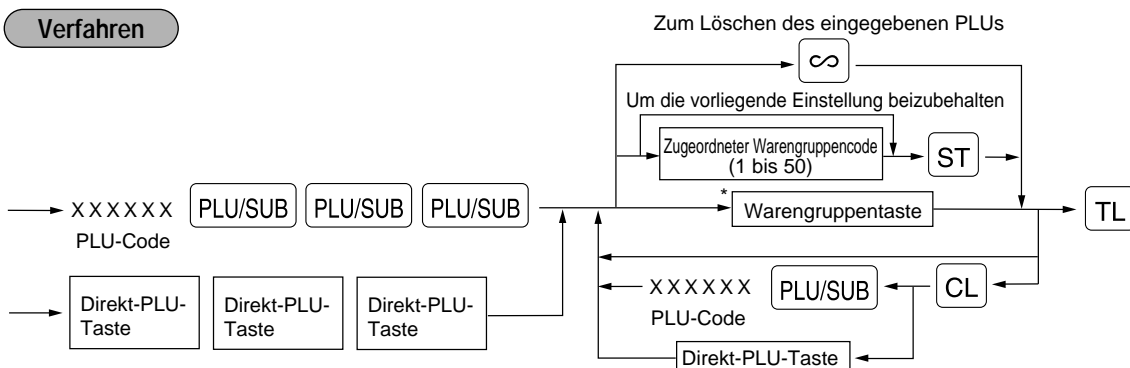 Verfahren
Zum Löschen des eingegebenen PLUs
∽
Um die vorliegende Einstellung beizubehalten
Zugeordneter Warengruppencode
(1 bis 50)
ST
XXXXXX PLU/SUB PLU/SUB PLU/SUB
PLU-Code
* Warengruppentaste
TL
Direkt-PLU-
Taste
Direkt-PLU-
Taste
Direkt-PLU-
Taste
XXXXXX PLU/SUB CL
PLU-Code
Direkt-PLU-Taste